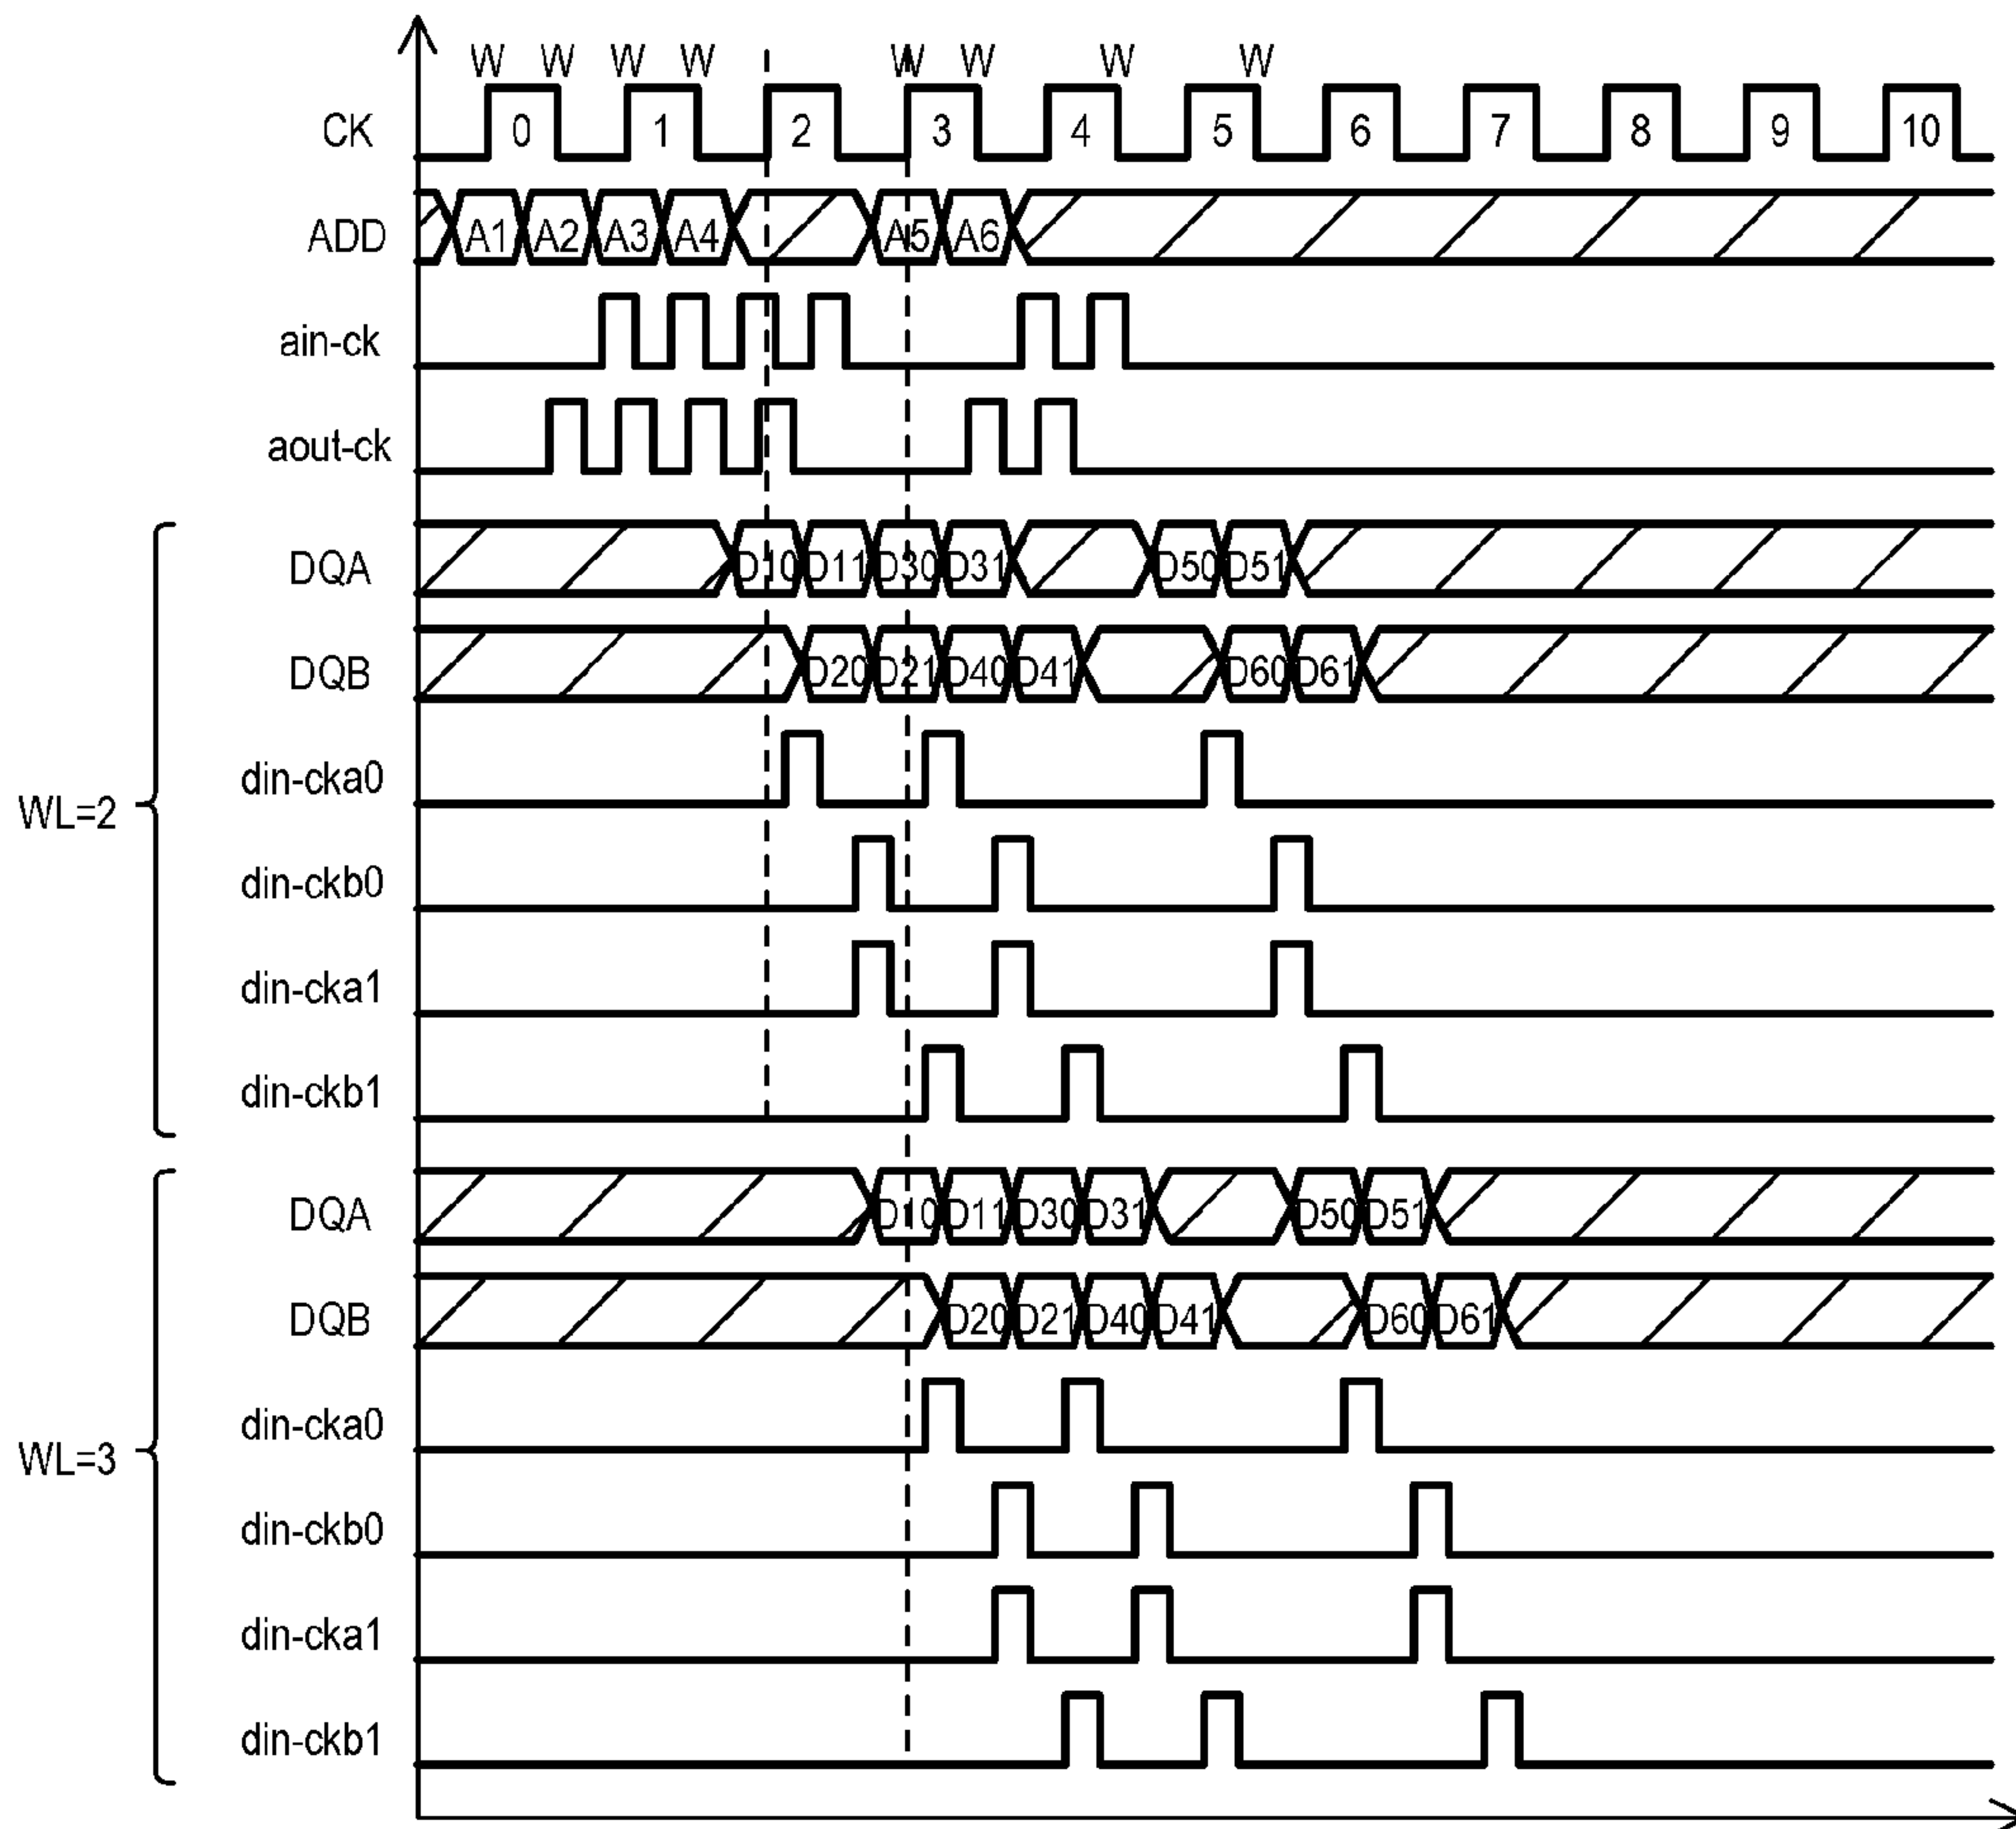 W W W W W W W W
CK 0 1 2 3 4 5 6 7 8 9 10
ADD A1 A2 A3 A4 A5 A6
ain-ck
aout-ck
WL=2
DQA D10 D11 D30 D31 D50 D51
DQB D20 D21 D40 D41 D60 D61
din-cka0
din-ckb0
din-cka1
din-ckb1
WL=3
DQA D10 D11 D30 D31 D50 D51
DQB D20 D21 D40 D41 D60 D61
din-cka0
din-ckb0
din-cka1
din-ckb1